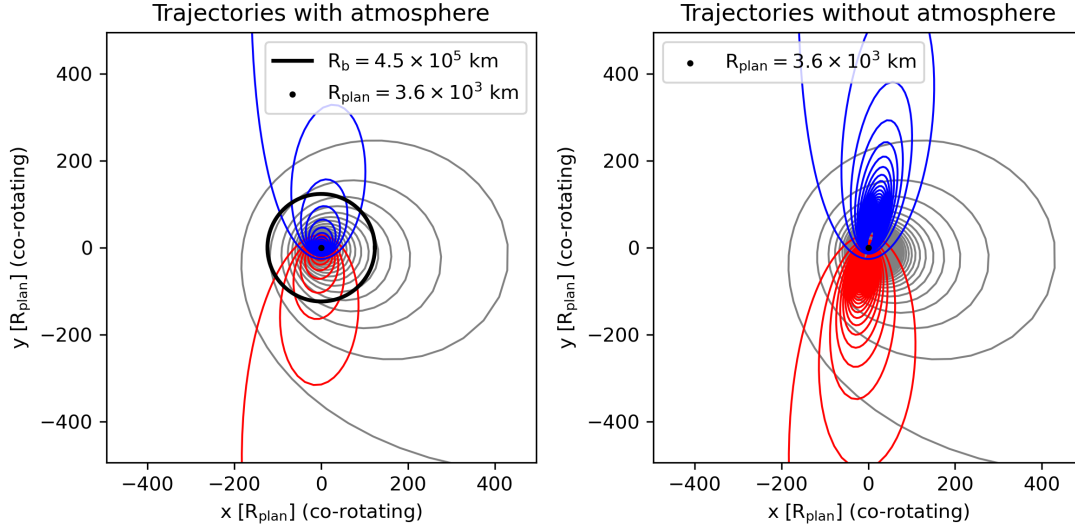 Trajectories with atmosphere
R_b = 4.5 × 10^5 km
R_plan = 3.6 × 10^3 km
400
200
0
−200
−400
y [R_plan] (co-rotating)
−400 −200 0 200 400
x [R_plan] (co-rotating)
Trajectories without atmosphere
R_plan = 3.6 × 10^3 km
400
200
0
−200
−400
y [R_plan] (co-rotating)
−400 −200 0 200 400
x [R_plan] (co-rotating)